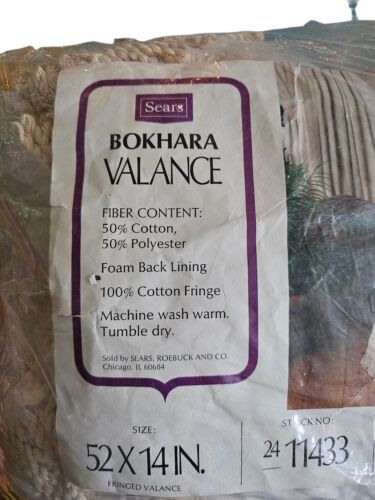 Sears
BOKHARA
VALANCE
FIBER CONTENT:
50% Cotton,
50% Polyester
Foam Back Lining
100% Cotton Fringe
Machine wash warm.
Tumble dry.
Sold by SEARS, ROEBUCK AND CO.
Chicago, IL 60684
SIZE:
52 X 14 IN.
FRINGED VALANCE
STOCK NO:
24 11433